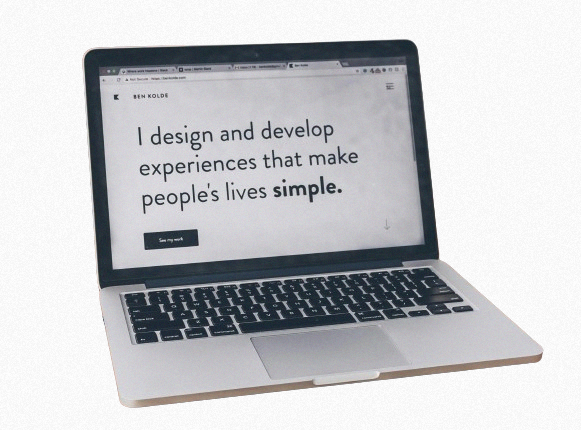 BEN KOLDE
I design and develop
experiences that make
people's lives simple.
See my work